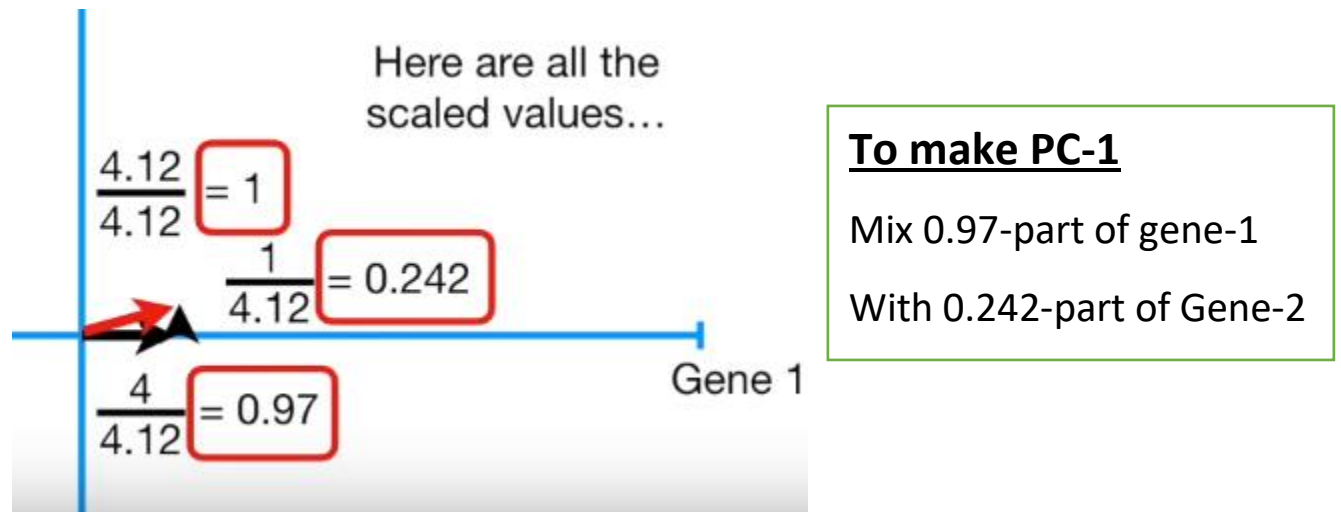 Here are all the
scaled values...
4.12
4.12
= 1
1
4.12
= 0.242
4
4.12
= 0.97
Gene 1
To make PC-1
Mix 0.97-part of gene-1
With 0.242-part of Gene-2